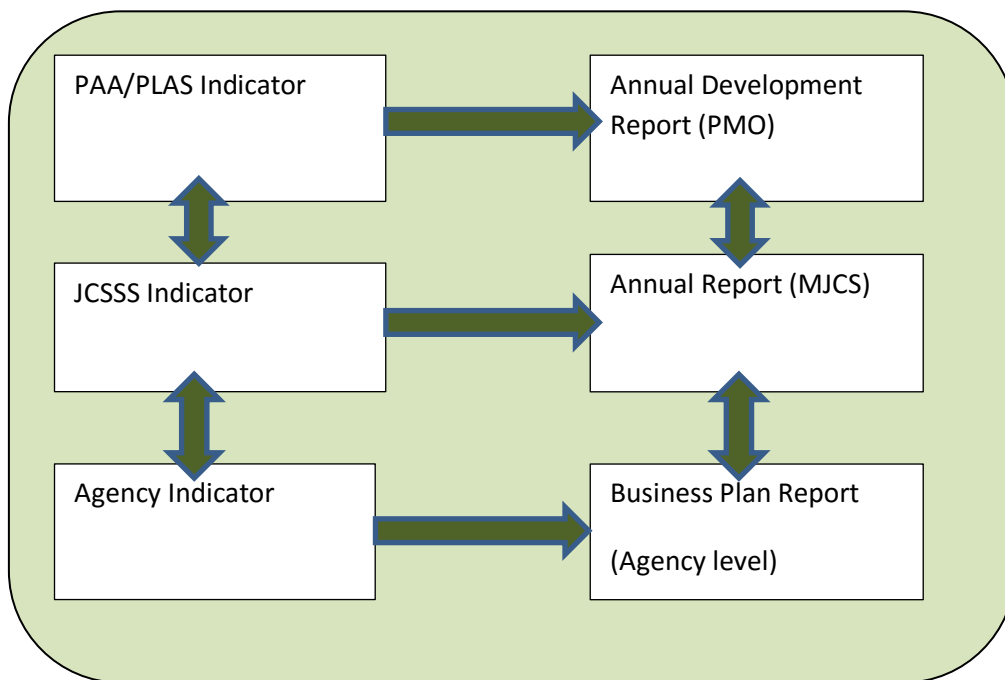 PAA/PLAS Indicator
Annual Development
Report (PMO)
JCSSS Indicator
Annual Report (MJCS)
Agency Indicator
Business Plan Report
(Agency level)